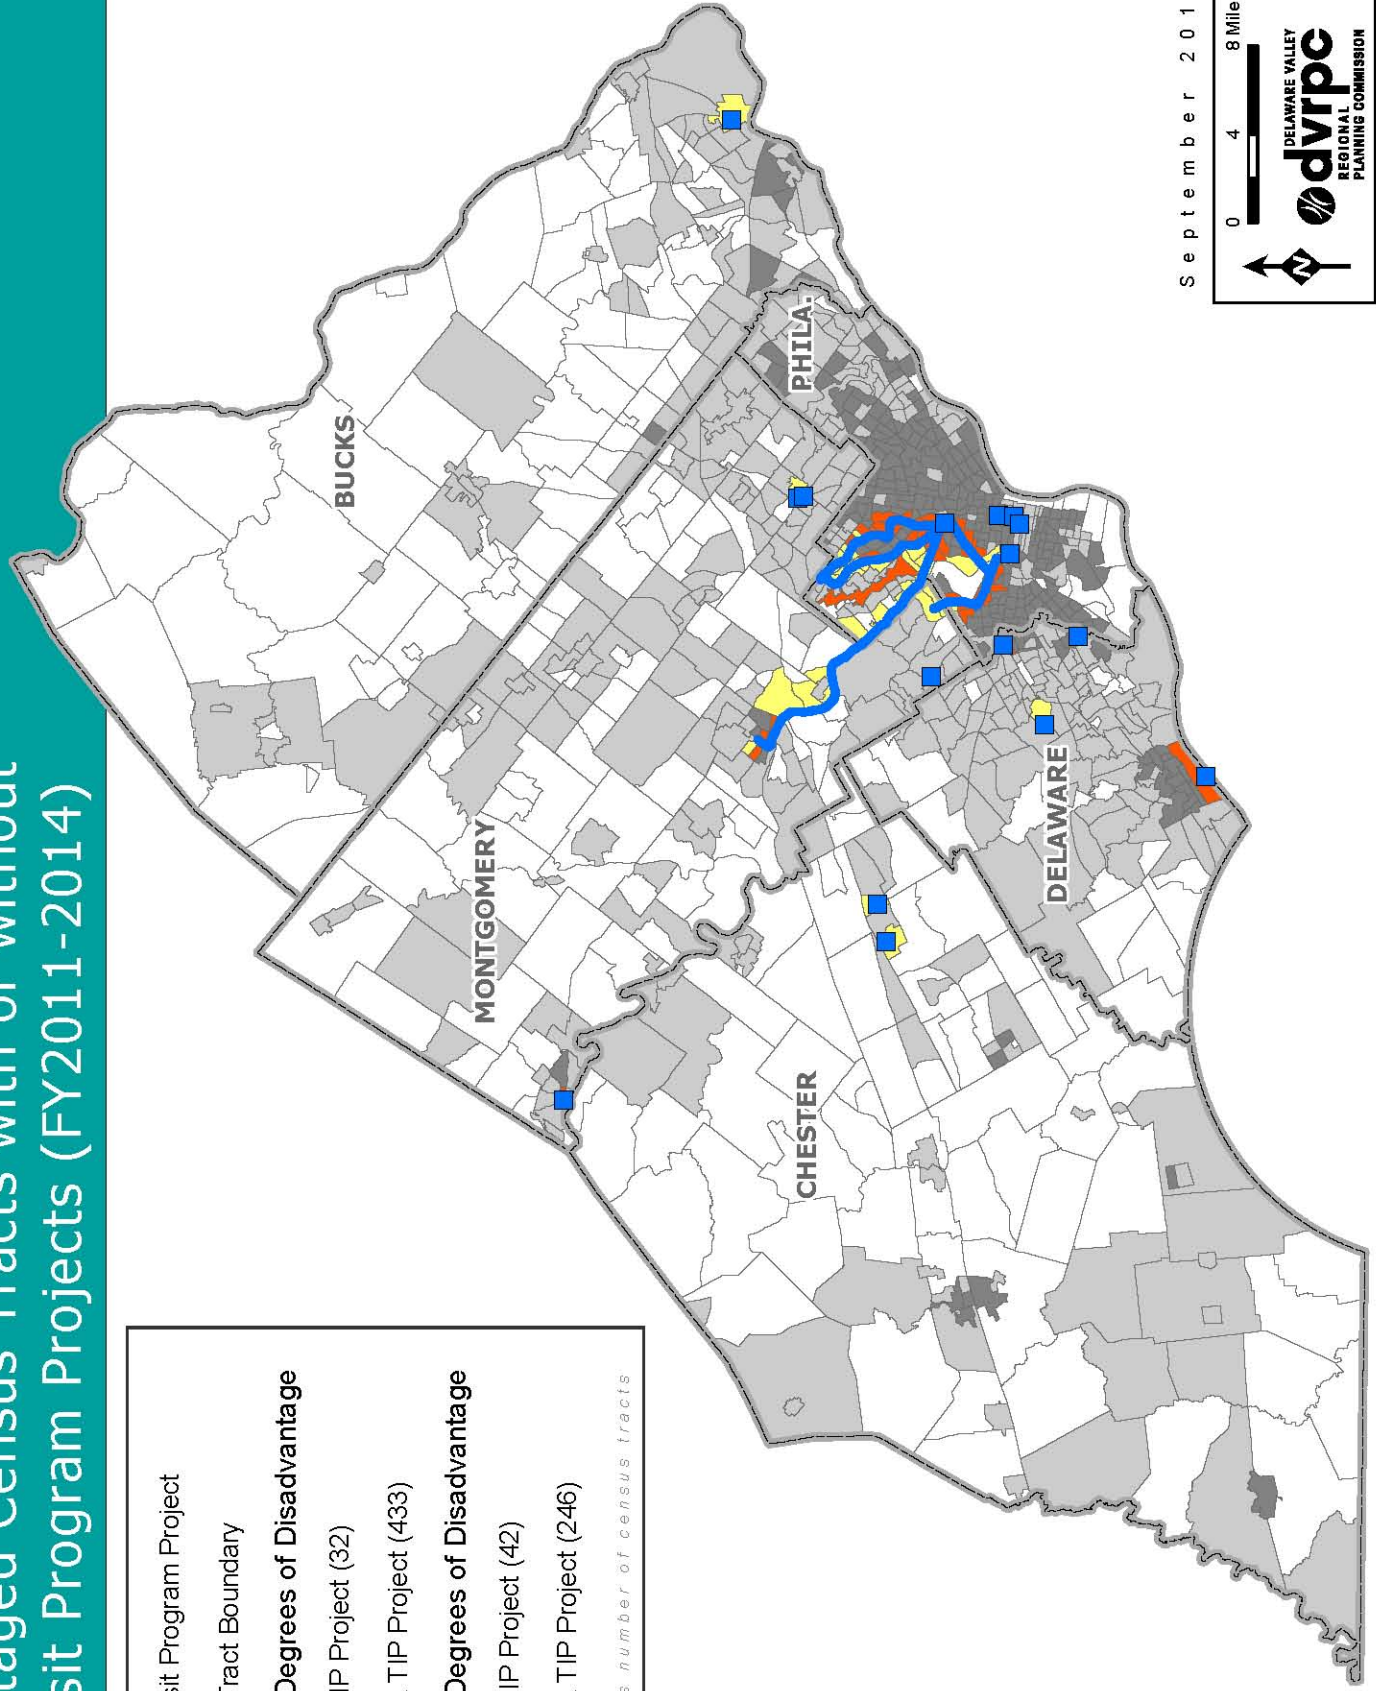 taged Census Tracts with or without
sit Program Projects (FY2011-2014)
sit Program Project
Tract Boundary
Degrees of Disadvantage
IP Project (32)
TIP Project (433)
Degrees of Disadvantage
IP Project (42)
TIP Project (246)
s number of census tracts
BUCKS
MONTGOMERY
PHILA.
CHESTER
DELAWARE
September 201
0 4 8 Mile
N
dvrpc
DELAWARE VALLEY
REGIONAL
PLANNING COMMISSION